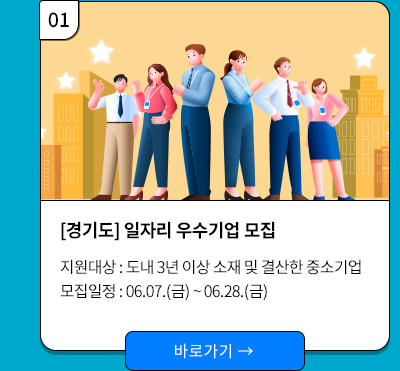 01
[경기도] 일자리 우수기업 모집
지원대상 : 도내 3년 이상 소재 및 결산한 중소기업
모집일정 : 06.07.(금) ~ 06.28.(금)
바로가기 →